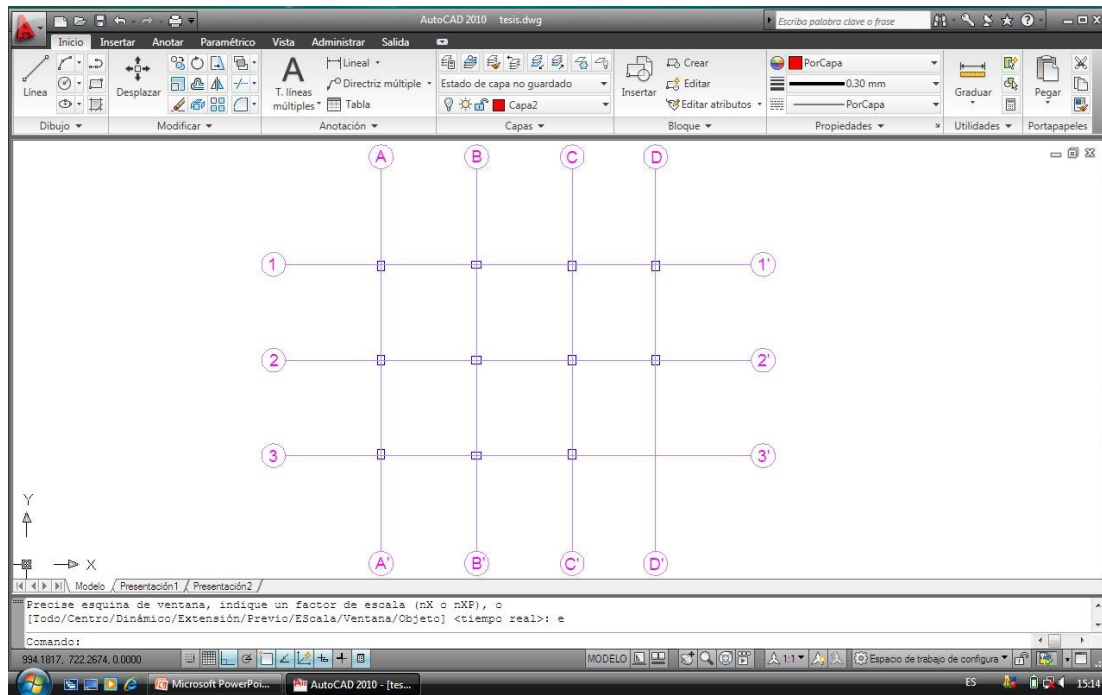 AutoCAD 2010 tesis.dwg
Escriba palabra clave o frase
Inicio Insertar Anotar Paramétrico Vista Administrar Salida
Línea
Desplazar
A
T. líneas múltiples
Lineal
Directriz múltiple
Tabla
Estado de capa no guardado
Capa2
Insertar
Crear
Editar
Editar atributos
PorCapa
0.30 mm
PorCapa
Graduar
Pegar
Dibujo Modificar Anotación Capas Bloque Propiedades Utilidades Portapapeles
A B C D
1 1'
2 2'
3 3'
Y
X
A' B' C' D'
Modelo Presentación1 Presentación2
Precise esquina de ventana, indique un factor de escala (nX o nXP), o
[Todo/Centro/Dinámico/Extensión/Previo/EScala/Ventana/Objeto] <tiempo real>: e
Comando:
994.1817, 722.2674, 0.0000 MODELO 1:1 Espacio de trabajo de configura
Microsoft PowerPoi... AutoCAD 2010 - [tes... ES 15:14